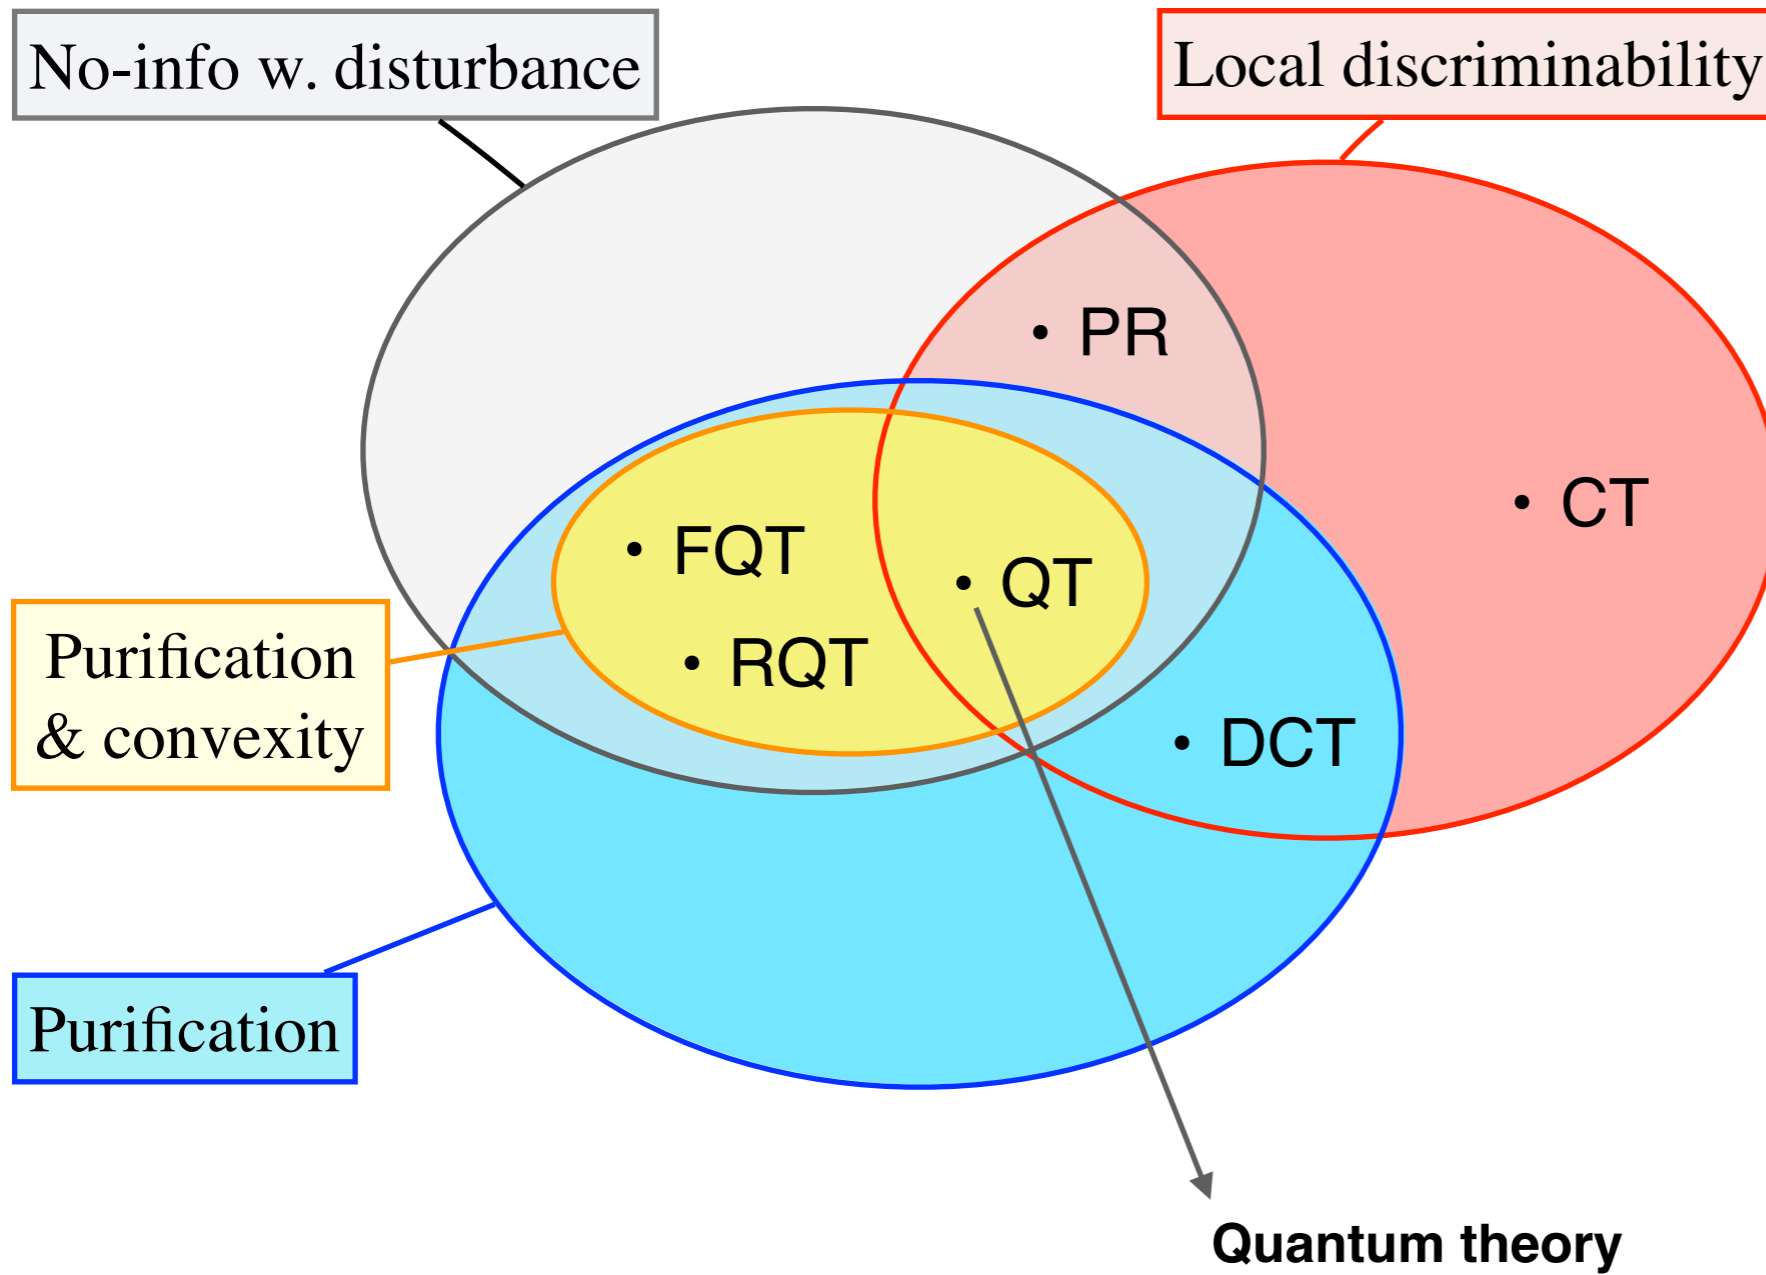 No-info w. disturbance
Local discriminability
• PR
• CT
• FQT
• QT
• RQT
Purification
& convexity
• DCT
Purification
Quantum theory